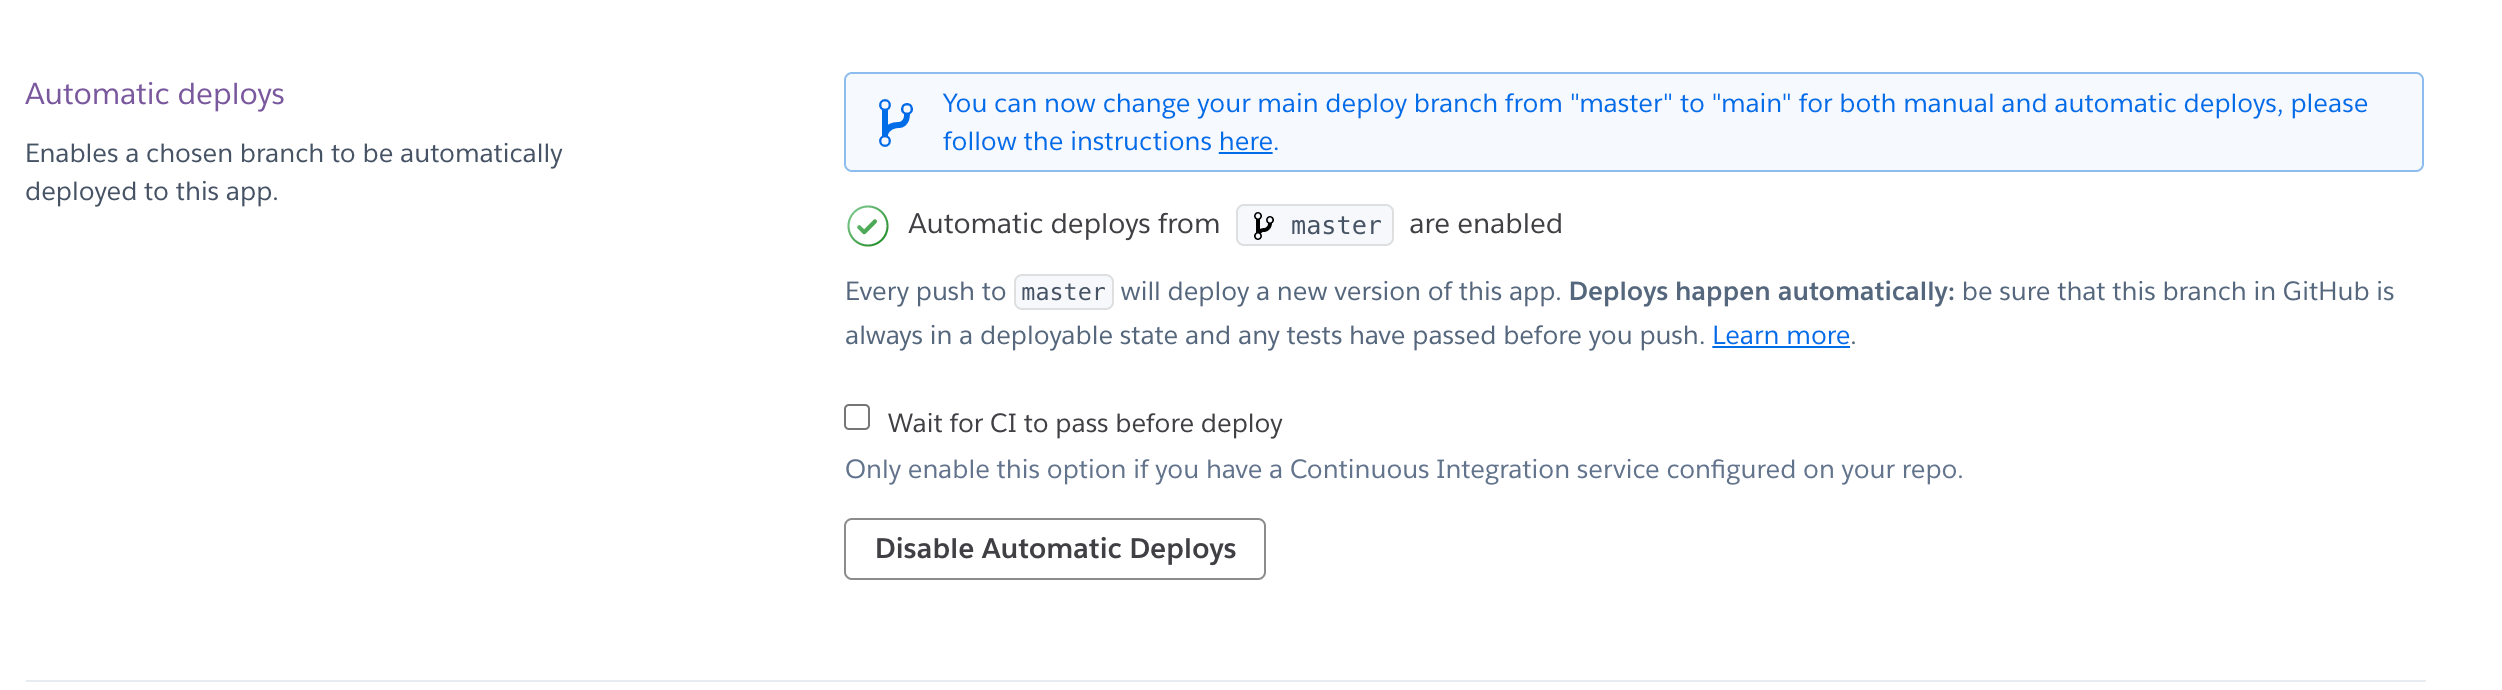 Automatic deploys
Enables a chosen branch to be automatically
deployed to this app.
You can now change your main deploy branch from "master" to "main" for both manual and automatic deploys, please
follow the instructions here.
Automatic deploys from master are enabled
Every push to master will deploy a new version of this app. Deploys happen automatically: be sure that this branch in GitHub is
always in a deployable state and any tests have passed before you push. Learn more.
Wait for CI to pass before deploy
Only enable this option if you have a Continuous Integration service configured on your repo.
Disable Automatic Deploys